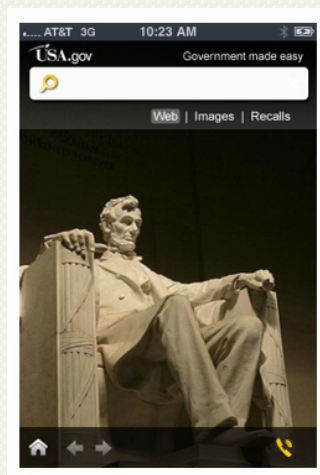 ..... AT&T 3G 10:23 AM
USA.gov Government made easy
Web | Images | Recalls